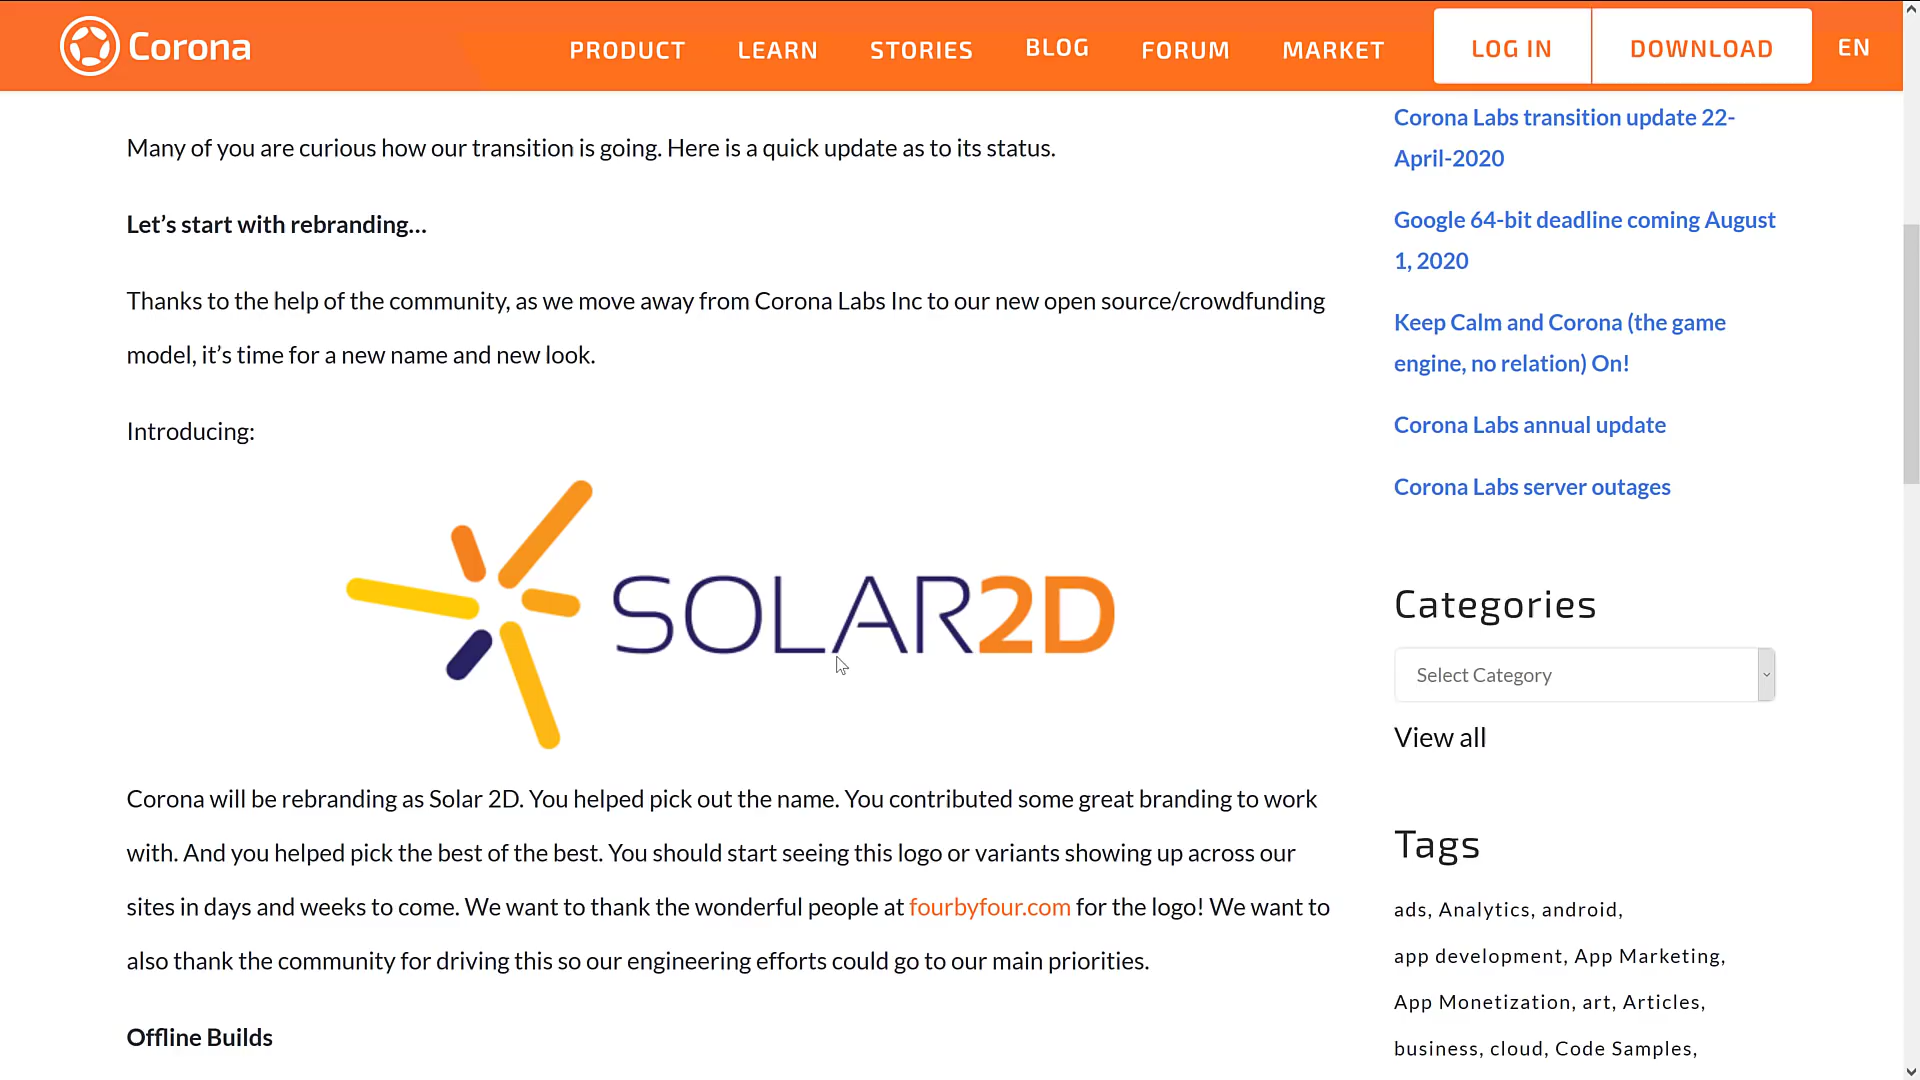 Corona
PRODUCT
LEARN
STORIES
BLOG
FORUM
MARKET
LOG IN
DOWNLOAD
EN
Many of you are curious how our transition is going. Here is a quick update as to its status.
Let’s start with rebranding…
Thanks to the help of the community, as we move away from Corona Labs Inc to our new open source/crowdfunding
model, it’s time for a new name and new look.
Introducing:
SOLAR2D
Corona will be rebranding as Solar 2D. You helped pick out the name. You contributed some great branding to work
with. And you helped pick the best of the best. You should start seeing this logo or variants showing up across our
sites in days and weeks to come. We want to thank the wonderful people at fourbyfour.com for the logo! We want to
also thank the community for driving this so our engineering efforts could go to our main priorities.
Offline Builds
Corona Labs transition update 22-
April-2020
Google 64-bit deadline coming August
1, 2020
Keep Calm and Corona (the game
engine, no relation) On!
Corona Labs annual update
Corona Labs server outages
Categories
Select Category
View all
Tags
ads, Analytics, android,
app development, App Marketing,
App Monetization, art, Articles,
business, cloud, Code Samples,